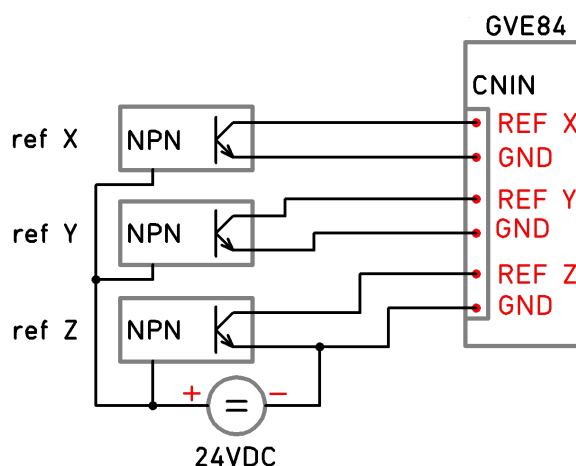 GVE84
CNIN
ref X
NPN
REF X
GND
ref Y
NPN
REF Y
GND
ref Z
NPN
REF Z
GND
+
=
−
24VDC